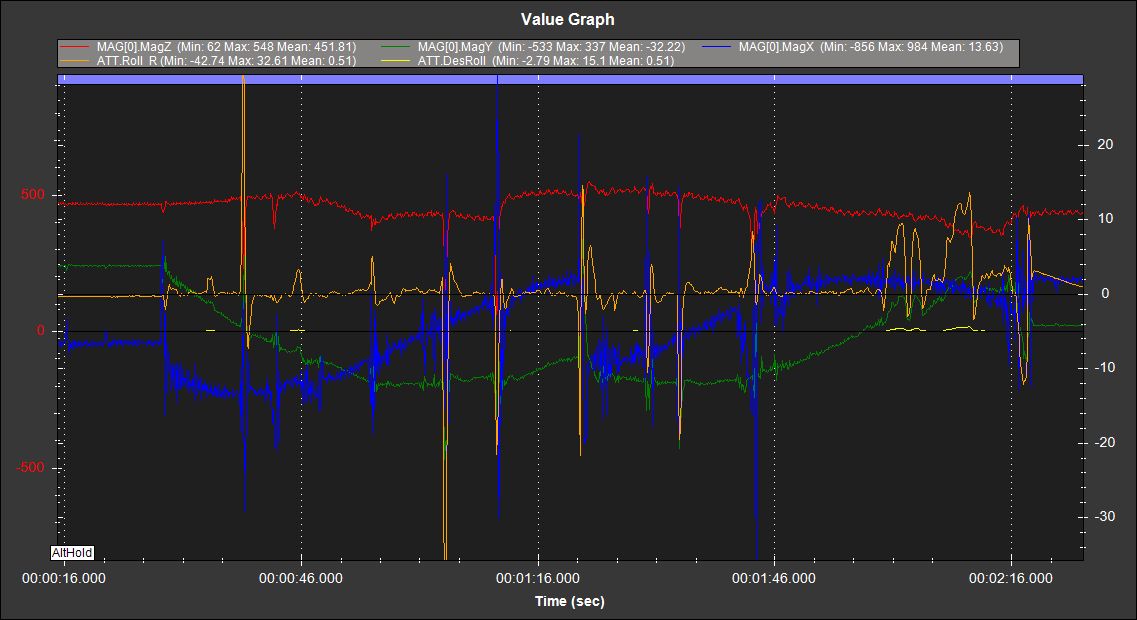 Value Graph
MAG[0].MagZ (Min: 62 Max: 548 Mean: 451.81) MAG[0].MagY (Min: -533 Max: 337 Mean: -32.22) MAG[0].MagX (Min: -856 Max: 984 Mean: 13.63)
ATT.Roll R (Min: -42.74 Max: 32.61 Mean: 0.51) ATT.DesRoll (Min: -2.79 Max: 15.1 Mean: 0.51)
20
500
10
0
0
-10
-20
-500
-30
AltHold
00:00:16.000 00:00:46.000 00:01:16.000 00:01:46.000 00:02:16.000
Time (sec)